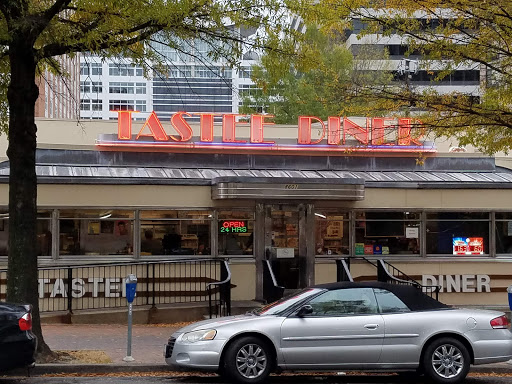 TASTEE DINER
OPEN
24 HRS
TASTEE DINER